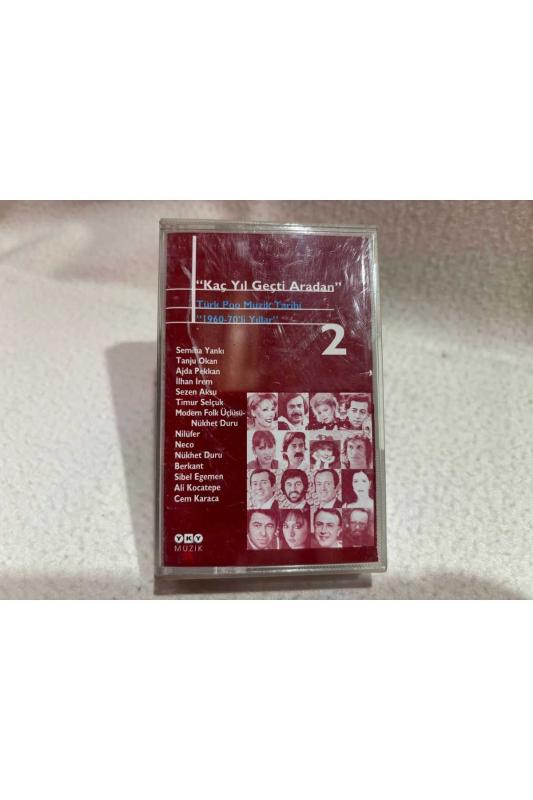 “Kaç Yıl Geçti Aradan”
Türk Pop Müzik Tarihi
“1960-70'li Yıllar”
2
Semiha Yankı
Tanju Okan
Ajda Pekkan
İlhan İrem
Sezen Aksu
Timur Selçuk
Modern Folk Üçlüsü-
Nükhet Duru
Nilüfer
Neco
Nükhet Duru
Berkant
Sibel Egemen
Ali Kocatepe
Cem Karaca
YKY
MÜZİK